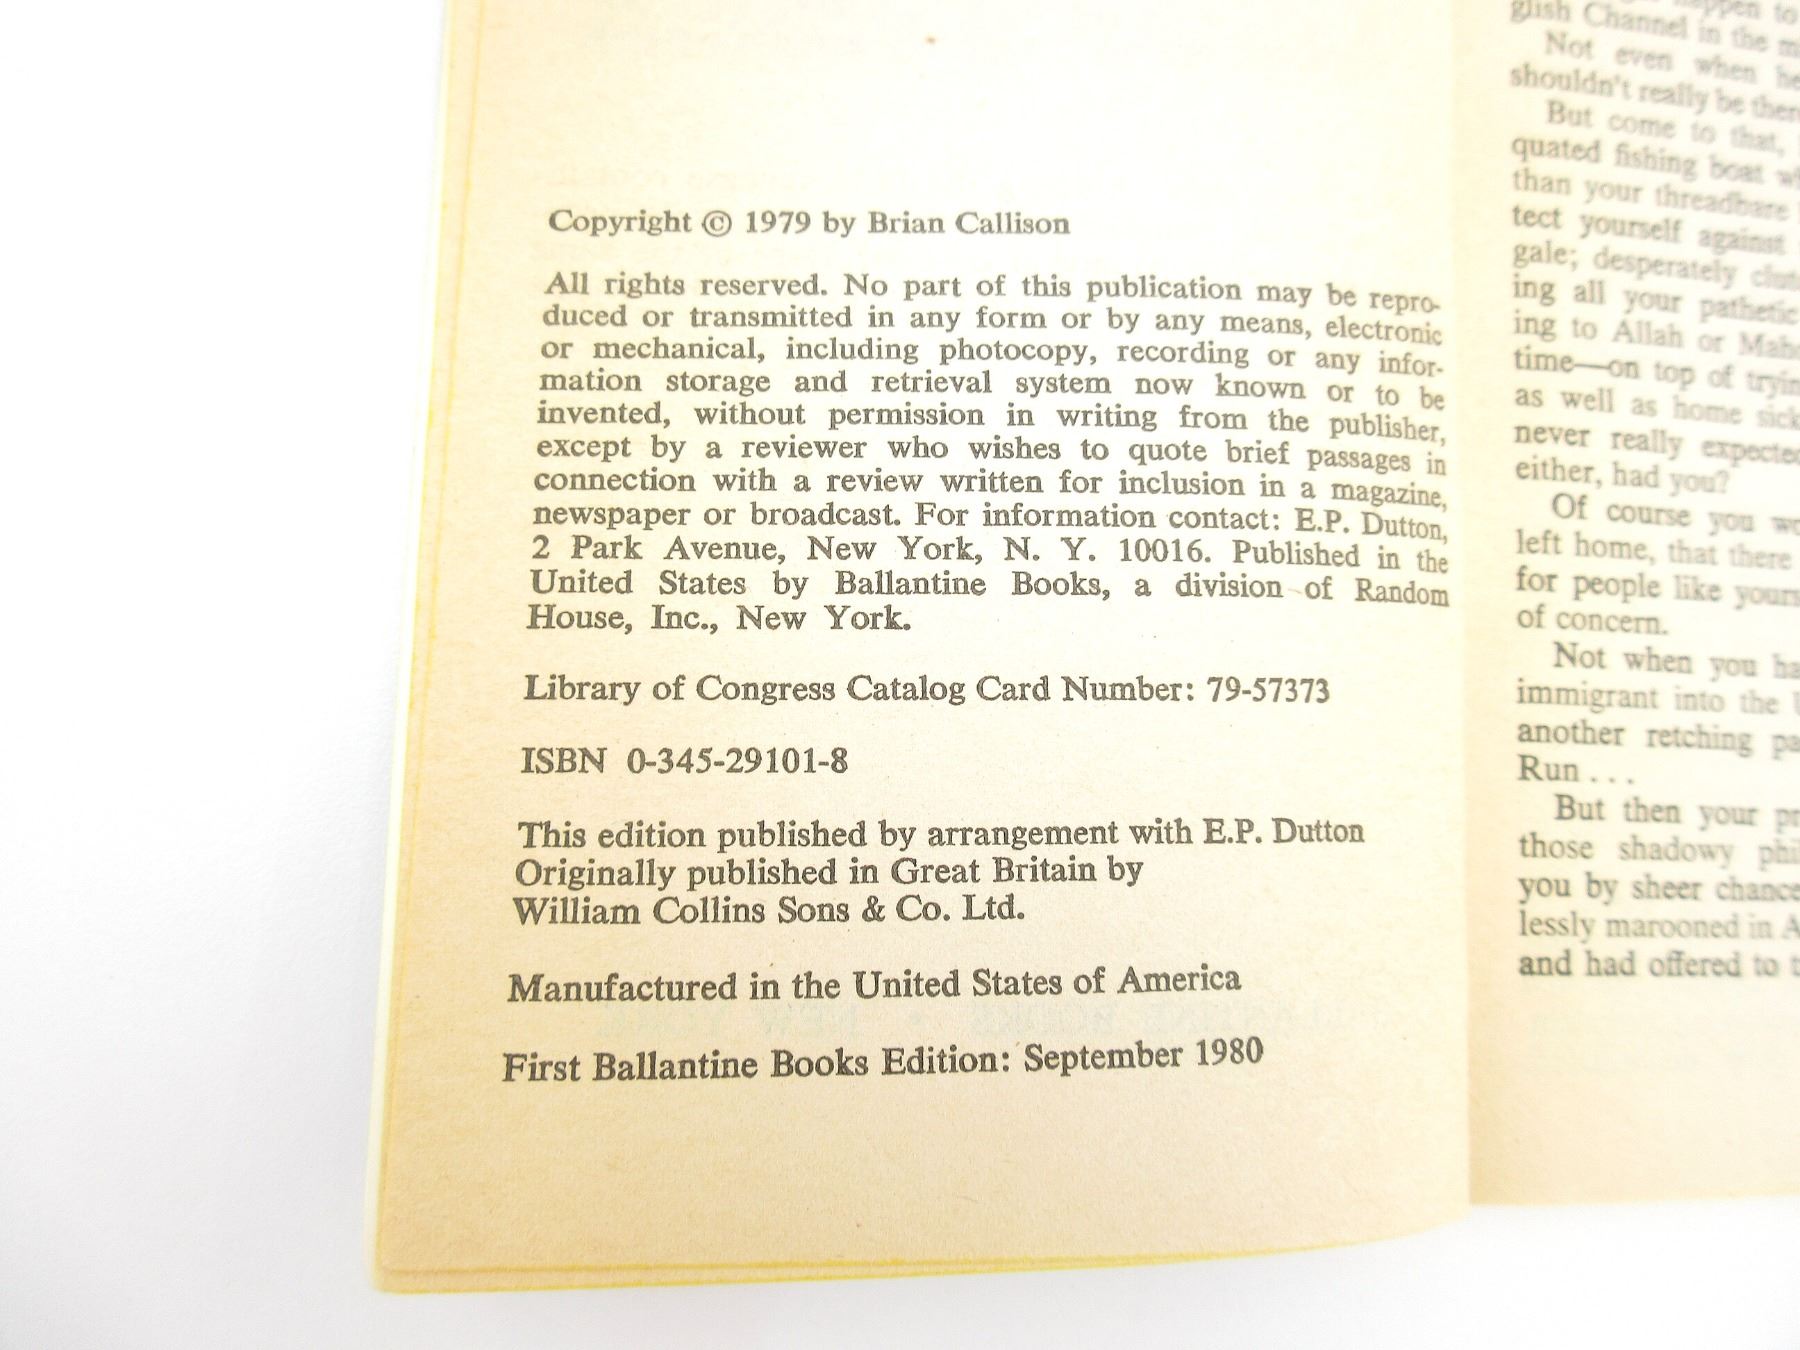 Copyright © 1979 by Brian Callison
All rights reserved. No part of this publication may be repro-
duced or transmitted in any form or by any means, electronic
or mechanical, including photocopy, recording or any infor-
mation storage and retrieval system now known or to be
invented, without permission in writing from the publisher,
except by a reviewer who wishes to quote brief passages in
connection with a review written for inclusion in a magazine,
newspaper or broadcast. For information contact: E.P. Dutton,
2 Park Avenue, New York, N. Y. 10016. Published in the
United States by Ballantine Books, a division of Random
House, Inc., New York.
Library of Congress Catalog Card Number: 79-57373
ISBN 0-345-29101-8
This edition published by arrangement with E.P. Dutton
Originally published in Great Britain by
William Collins Sons & Co. Ltd.
Manufactured in the United States of America
First Ballantine Books Edition: September 1980
happen to
glish Channel in the
Not even when
shouldn't really be
But come to that,
quated fishing boat
than your threadbare
tect yourself against
gale; desperately
ing all your pathetic
ing to Allah or
time—on top of
as well as home
never really
either, had you?
Of course you
left home, that there
for people like
of concern.
Not when you
immigrant into the
another retching
Run . . .
But then your
those shadowy
you by sheer chance
lessly marooned in
and had offered to